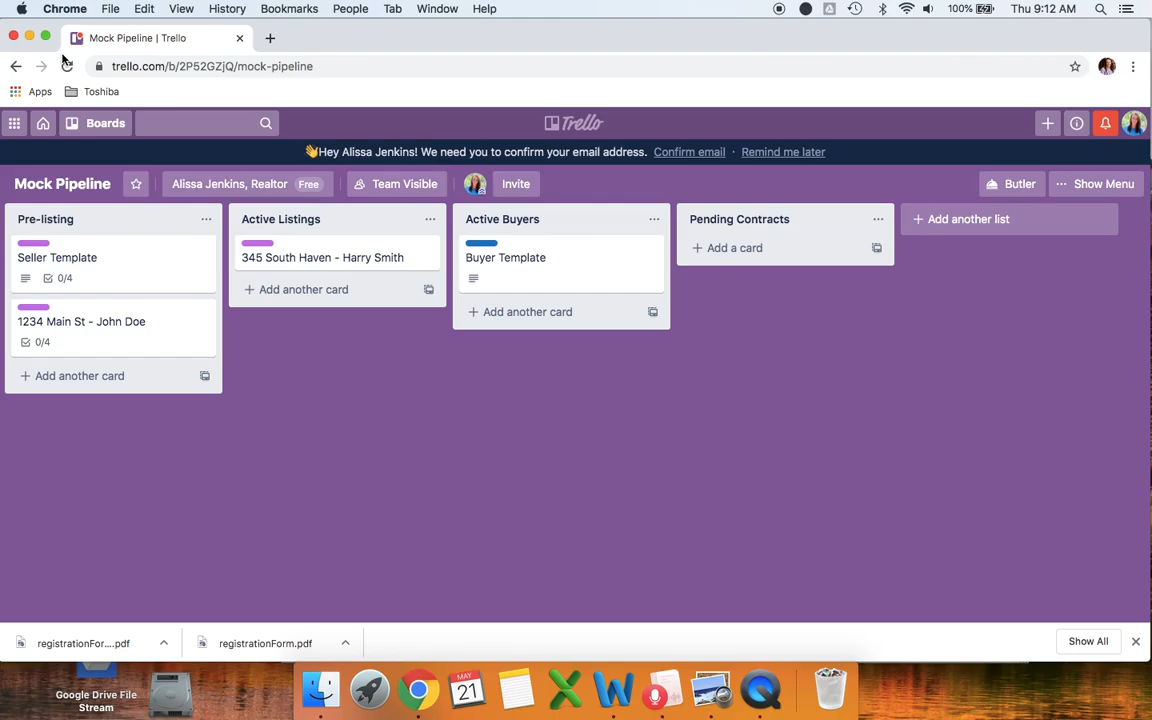 Chrome File Edit View History Bookmarks People Tab Window Help 100% Thu 9:12 AM
Mock Pipeline | Trello
trello.com/b/2P52GZjQ/mock-pipeline
Apps Toshiba
Boards Trello
👋Hey Alissa Jenkins! We need you to confirm your email address. Confirm email · Remind me later
Mock Pipeline Alissa Jenkins, Realtor Free Team Visible Invite Butler ··· Show Menu
Pre-listing
Seller Template
0/4
1234 Main St - John Doe
0/4
+ Add another card
Active Listings
345 South Haven - Harry Smith
+ Add another card
Active Buyers
Buyer Template
+ Add another card
Pending Contracts
+ Add a card
+ Add another list
registrationFor....pdf registrationForm.pdf Show All
MAY
21
Google Drive File
Stream